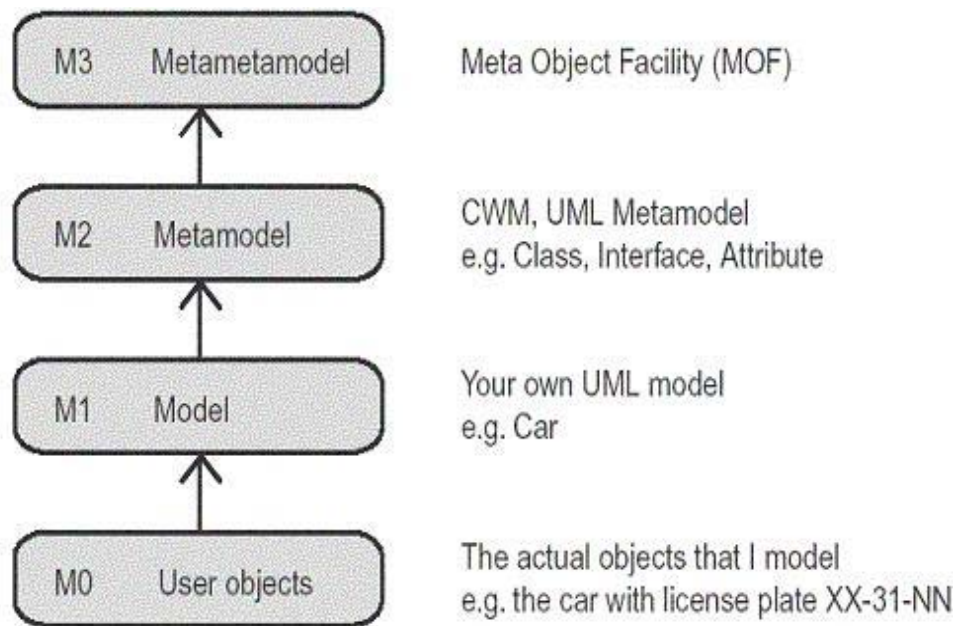 M3 Metametamodel Meta Object Facility (MOF)
M2 Metamodel CWM, UML Metamodel
e.g. Class, Interface, Attribute
M1 Model Your own UML model
e.g. Car
M0 User objects The actual objects that I model
e.g. the car with license plate XX-31-NN